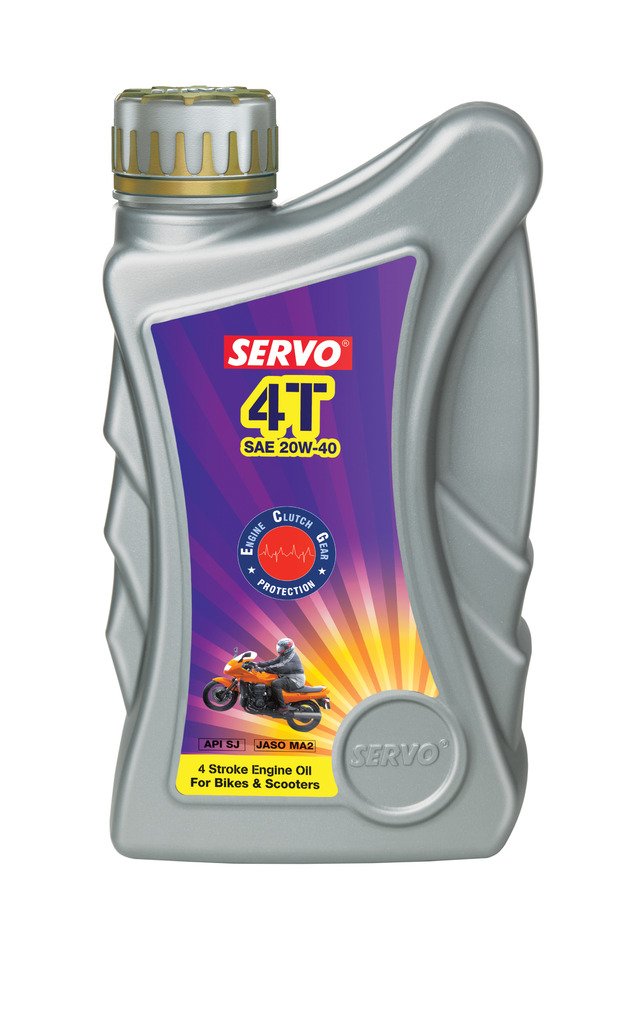 SERVO®
4T
SAE 20W-40
ENGINE CLUTCH GEAR
★ PROTECTION ★
API SJ JASO MA2
SERVO®
4 Stroke Engine Oil
For Bikes & Scooters